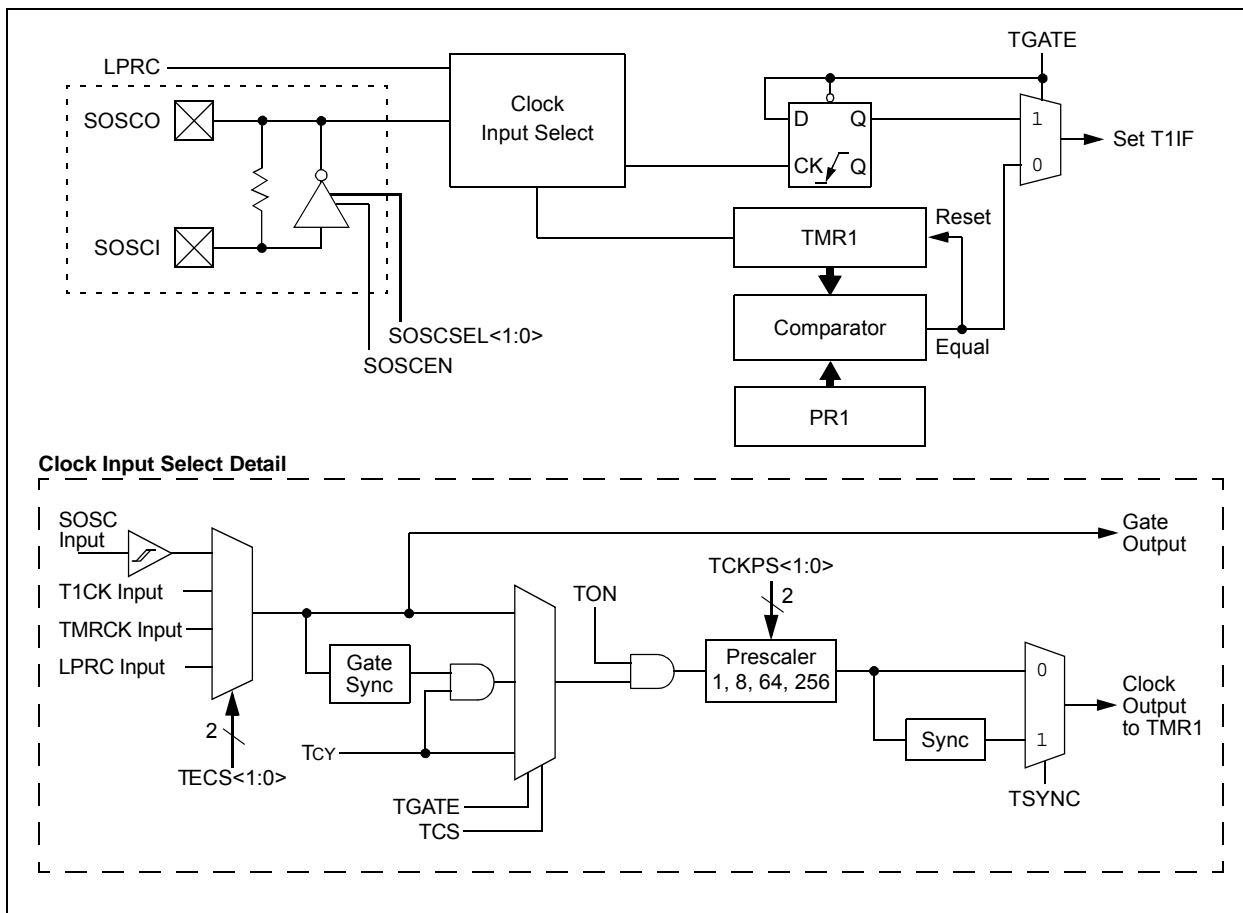 TGATE
LPRC
SOSCO
SOSCI
Clock
Input Select
D Q
CK Q
1
0
Set T1IF
TMR1
Reset
Comparator
Equal
PR1
SOSCSEL<1:0>
SOSCEN
Clock Input Select Detail
SOSC
Input
T1CK Input
TMRCK Input
LPRC Input
2
TECS<1:0>
Gate
Sync
TCY
TGATE
TCS
TON
TCKPS<1:0>
2
Prescaler
1, 8, 64, 256
Sync
0
1
TSYNC
Gate
Output
Clock
Output
to TMR1